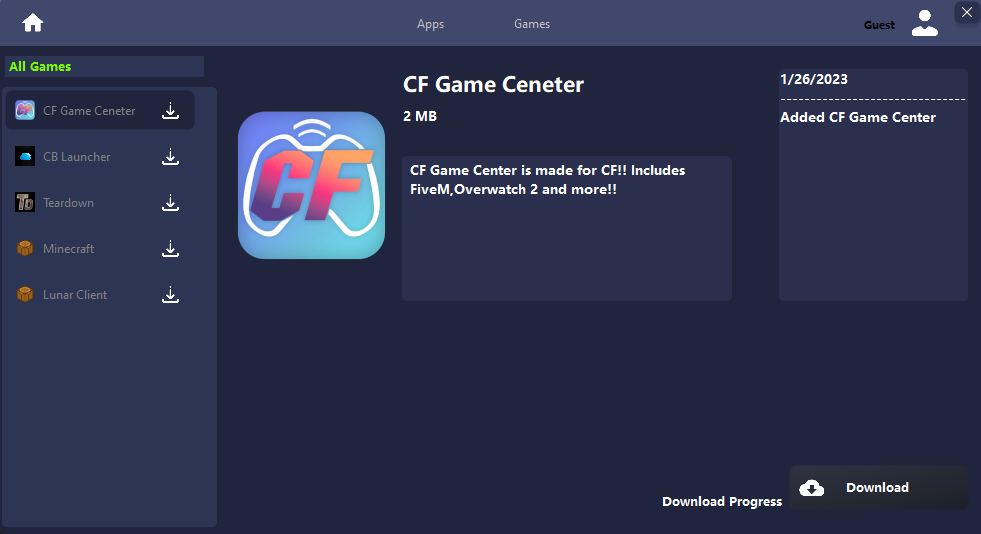 Apps
Games
Guest
All Games
CF Game Ceneter
CB Launcher
Teardown
Minecraft
Lunar Client
CF
TD
CF Game Ceneter
2 MB
CF Game Center is made for CF!! Includes
FiveM,Overwatch 2 and more!!
1/26/2023
--------------------------------
Added CF Game Center
Download Progress
Download